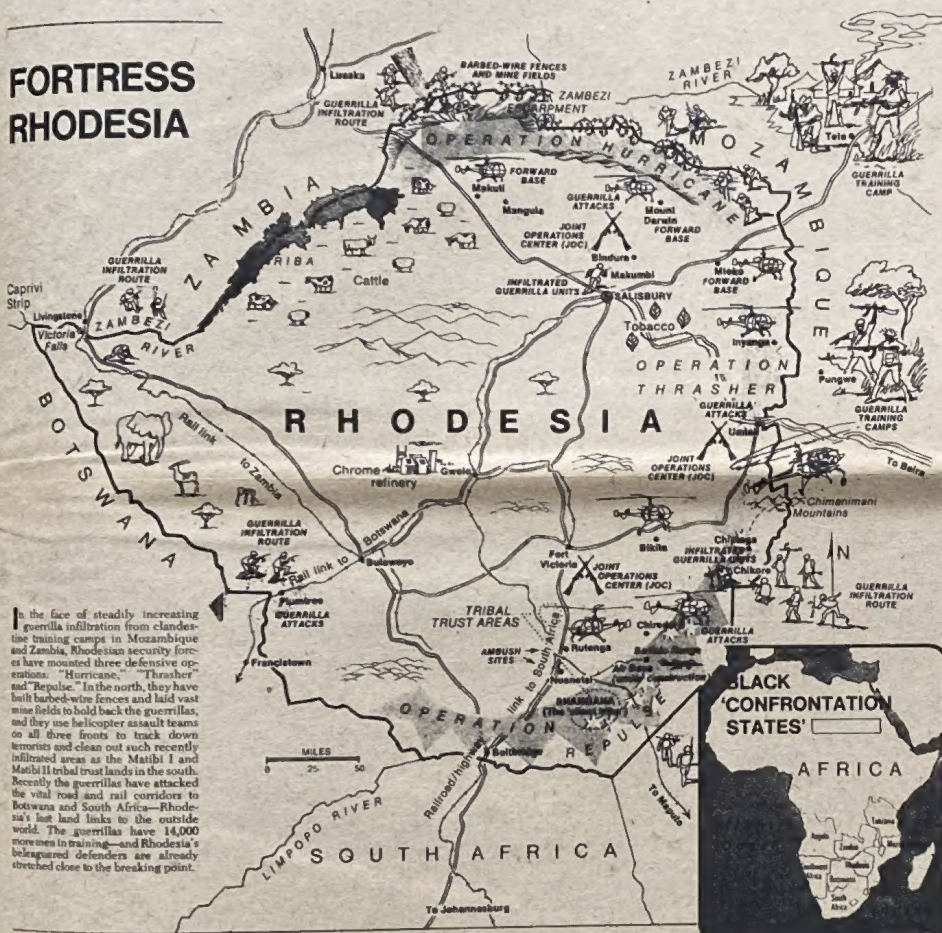 FORTRESS
RHODESIA
Lusaka
GUERRILLA
INFILTRATION
ROUTE
BARBED-WIRE FENCES
AND MINE FIELDS
ZAMBEZI
ESCARPMENT
ZAMBEZI
RIVER
Tete
GUERRILLA
TRAINING
CAMP
MOZAMBIQUE
OPERATION HURRICANE
ZAMBIA
FORWARD
BASE
Makuti
Mangula
GUERRILLA
ATTACKS
JOINT
OPERATIONS
CENTER (JOC)
Bindura
Mount
Darwin
FORWARD
BASE
Makumbi
INFILTRATED
GUERRILLA UNITS
SALISBURY
FORWARD
BASE
RIBA
Cattle
GUERRILLA
INFILTRATION
ROUTE
Caprivi
Strip
Livingstone
Victoria
Falls
ZAMBEZI
RIVER
Tobacco
Inyanga
OPERATION
THRASHER
Pungwe
GUERRILLA
TRAINING
CAMPS
GUERRILLA
ATTACKS
Umtali
JOINT
OPERATIONS
CENTER (JOC)
To Beira
RHODESIA
BOTSWANA
Rail link
to Zambia
Chrome
refinery
Gwelo
Chimanimani
Mountains
GUERRILLA
INFILTRATION
ROUTE
Rail link to Botswana
Bulawayo
Plumtree
GUERRILLA
ATTACKS
Francistown
Bikita
Fort
Victoria
JOINT
OPERATIONS
CENTER (JOC)
INFILTRATED
GUERRILLA UNITS
Chikore
N
GUERRILLA
INFILTRATION
ROUTE
TRIBAL
TRUST AREAS
AMBUSH
SITES
Rutenga
GUERRILLA
ATTACKS
(under construction)
Railroad/highway link to South Africa
OPERATION REPULSE
MILES
0 25 50
LIMPOPO RIVER
SOUTH AFRICA
To Johannesburg
To Maputo
In the face of steadily increasing
guerrilla infiltration from clandes-
tine training camps in Mozambique
and Zambia, Rhodesian security forc-
es have mounted three defensive op-
erations: "Hurricane," "Thrasher"
and "Repulse." In the north, they have
built barbed-wire fences and laid vast
mine fields to hold back the guerrillas,
and they use helicopter assault teams
on all three fronts to track down
terrorists and clean out such recently
infiltrated areas as the Matibi I and
Matibi II tribal trust lands in the south.
Recently the guerrillas have attacked
the vital road and rail corridors to
Botswana and South Africa—Rhode-
sia's last land links to the outside
world. The guerrillas have 14,000
more men in training—and Rhodesia's
beleaguered defenders are already
stretched close to the breaking point.
BLACK
'CONFRONTATION
STATES'
AFRICA
Tanzania
Angola
Zambia
Rhodesia
Botswana
South
Africa